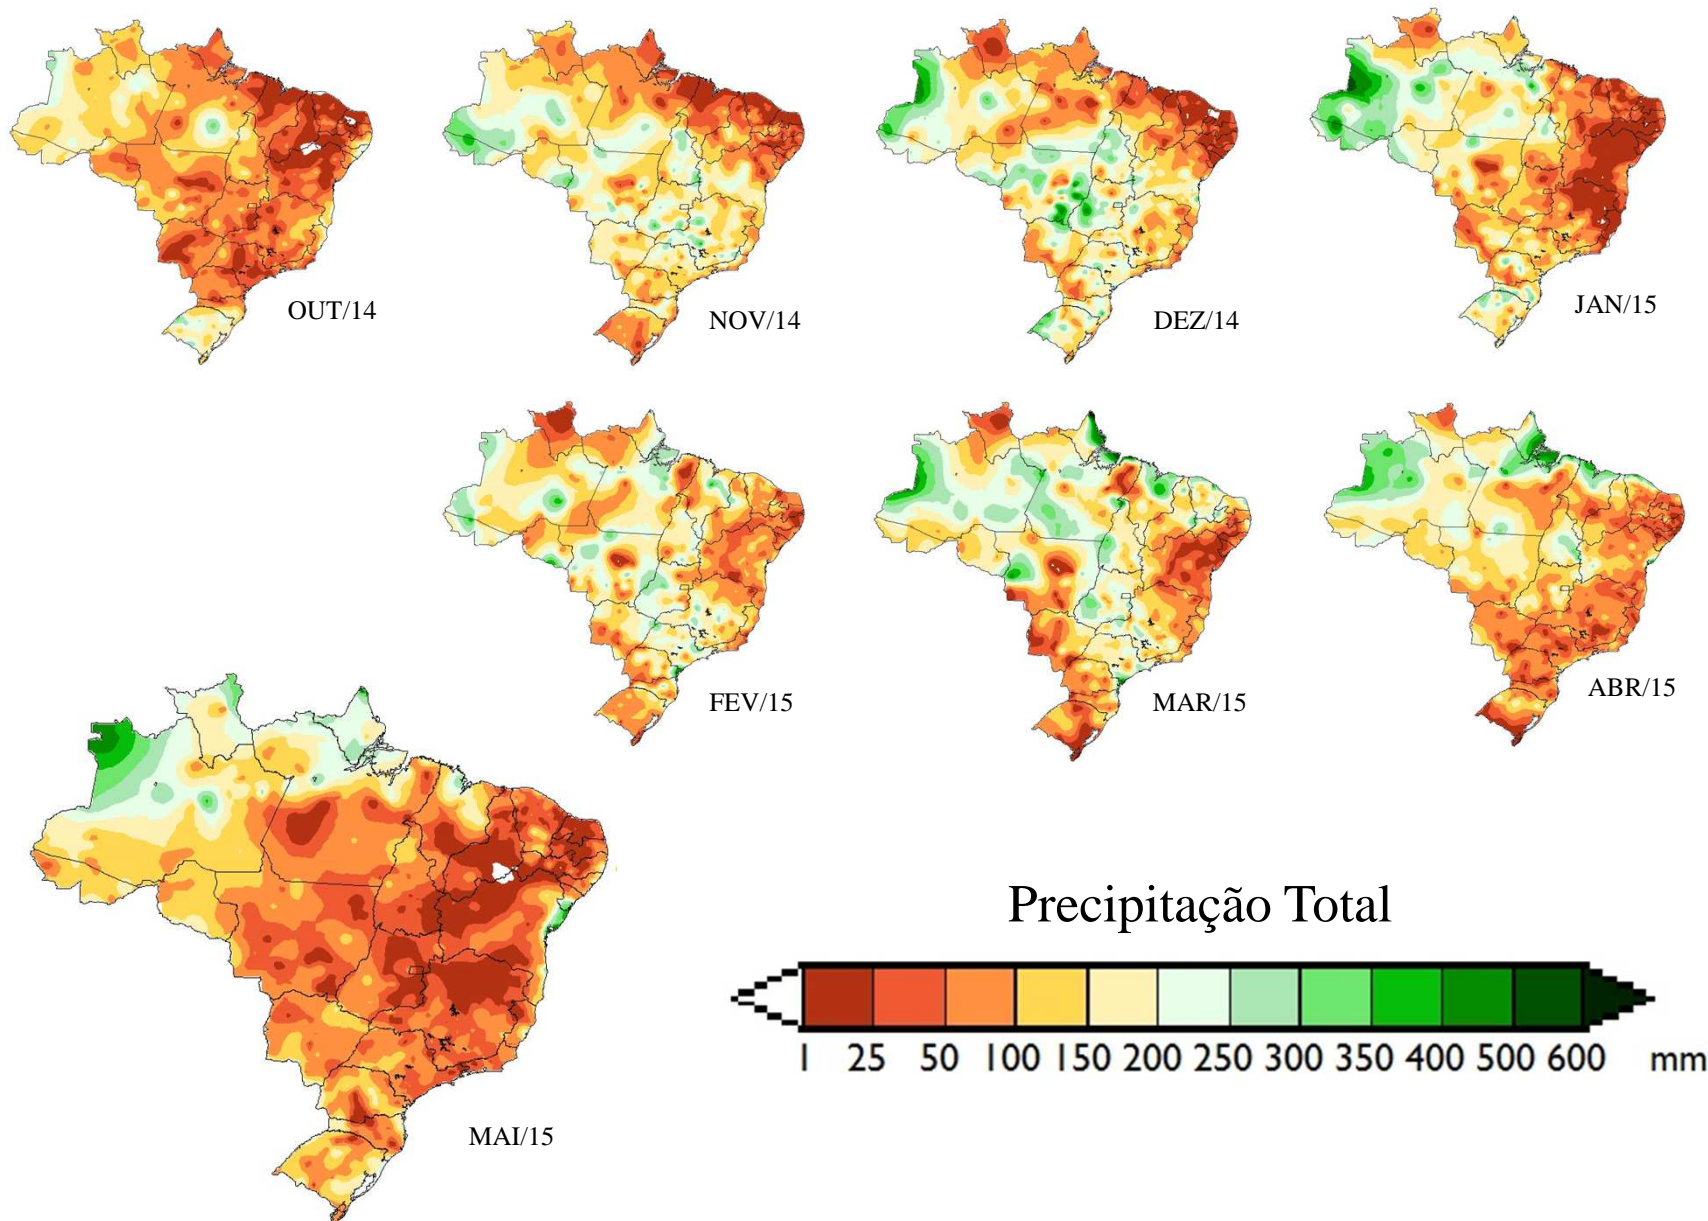 OUT/14
NOV/14
DEZ/14
JAN/15
FEV/15
MAR/15
ABR/15
MAI/15
Precipitação Total
1 25 50 100 150 200 250 300 350 400 500 600 mm